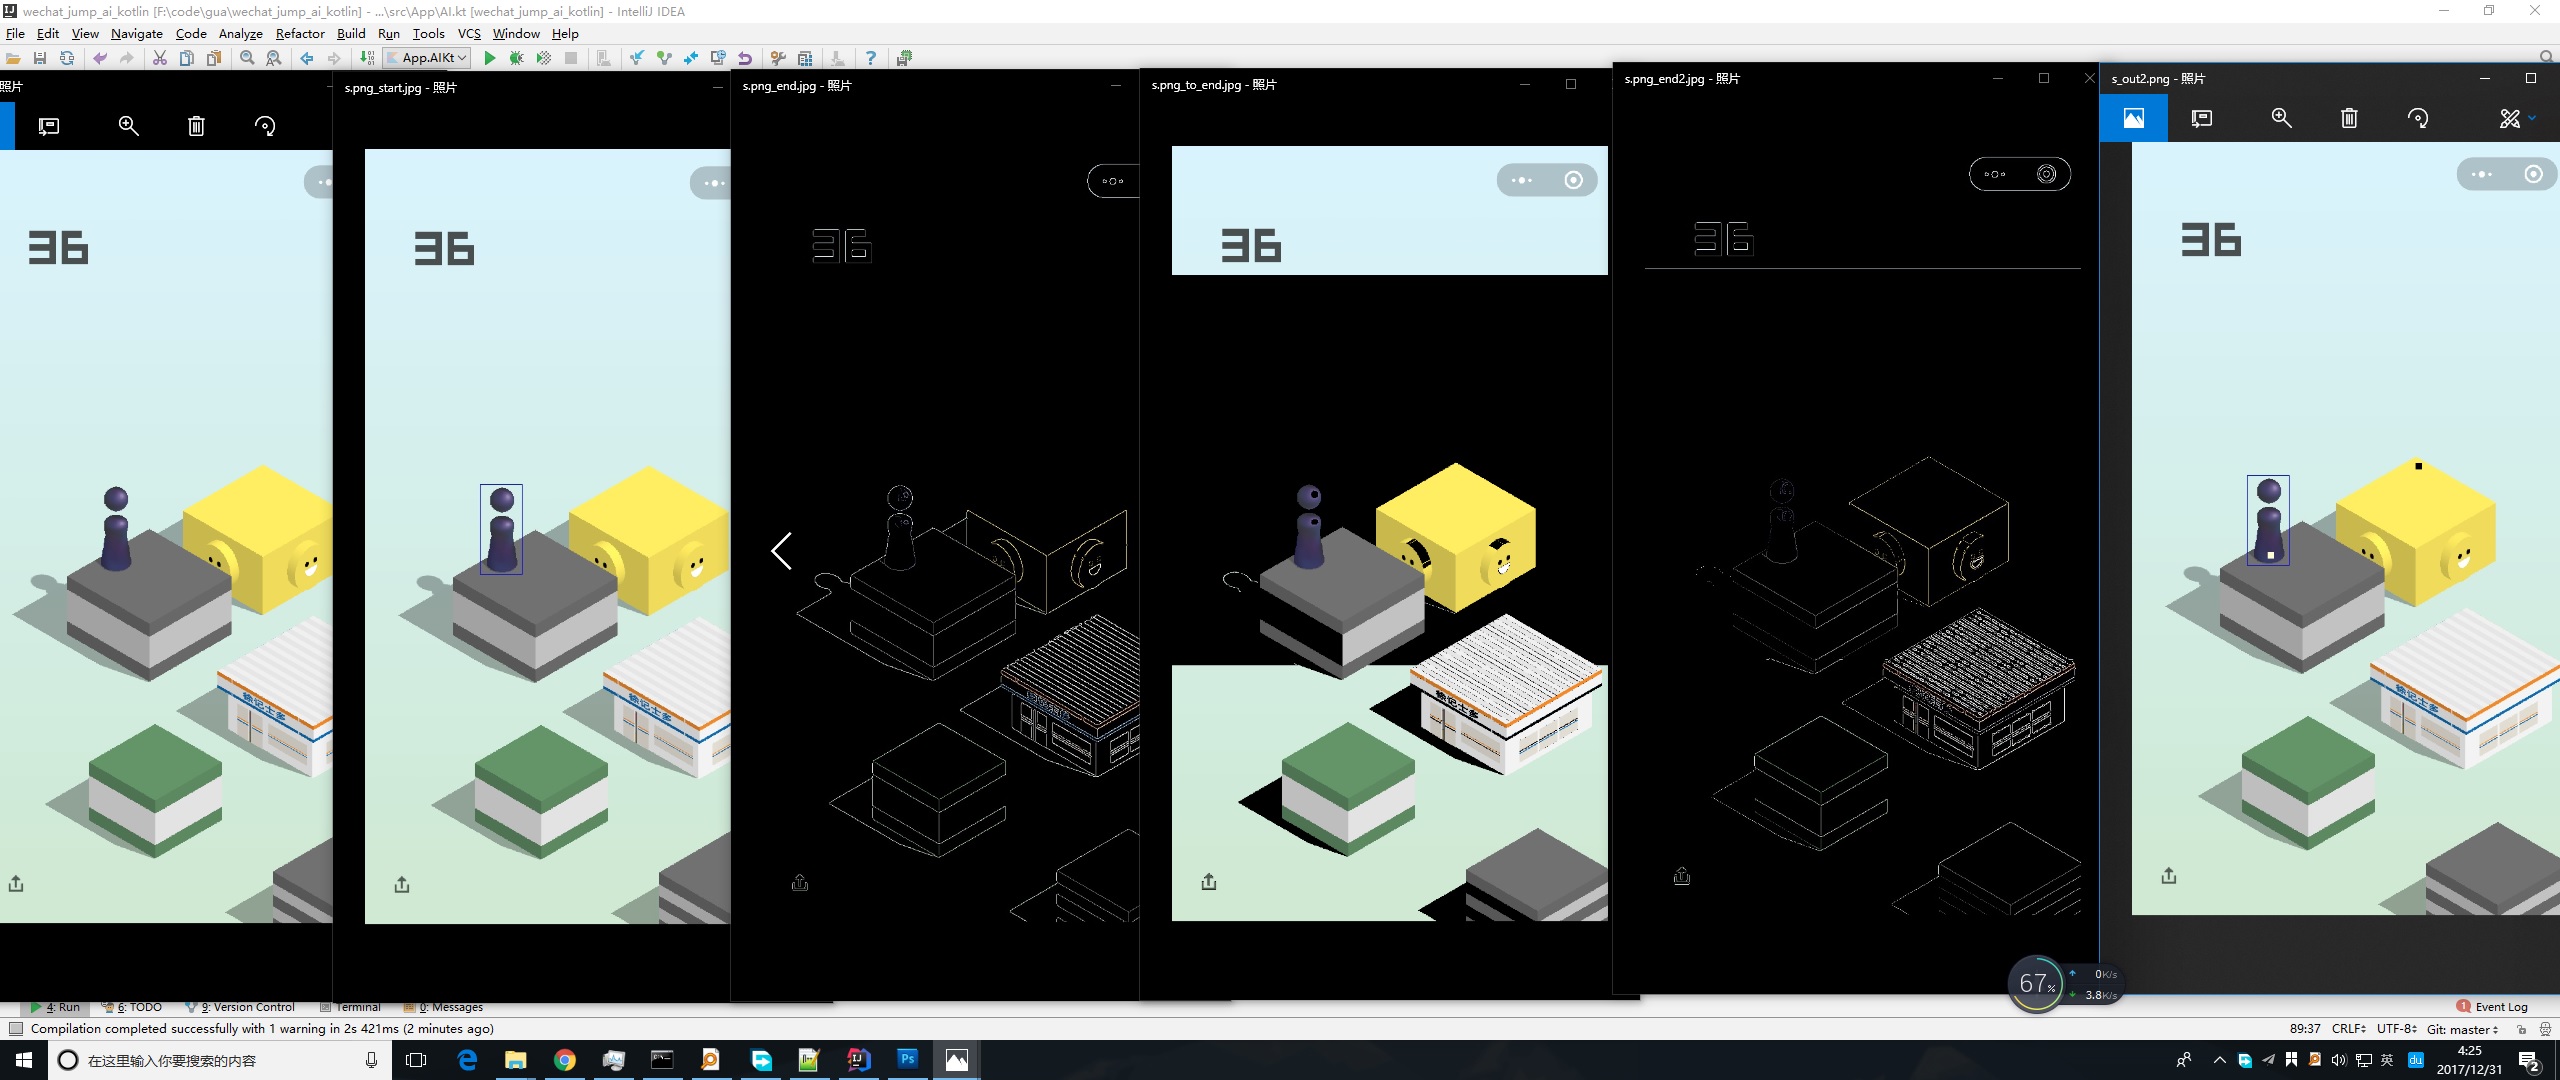 wechat_jump_ai_kotlin [F:\code\gua\wechat_jump_ai_kotlin] - ...\src\App\AI.kt [wechat_jump_ai_kotlin] - IntelliJ IDEA
File Edit View Navigate Code Analyze Refactor Build Run Tools VCS Window Help
App.AIKt
照片
s.png_start.jpg - 照片
s.png_end.jpg - 照片
s.png_to_end.jpg - 照片
s.png_end2.jpg - 照片
s_out2.png - 照片
36
36
36
36
36
36
67%
0K/s
3.8K/s
4: Run 6: TODO 9: Version Control Terminal 0: Messages
1 Event Log
Compilation completed successfully with 1 warning in 2s 421ms (2 minutes ago)
89:37 CRLF UTF-8 Git: master
在这里输入你要搜索的内容
Ps
英
du
4:25
2017/12/31
2